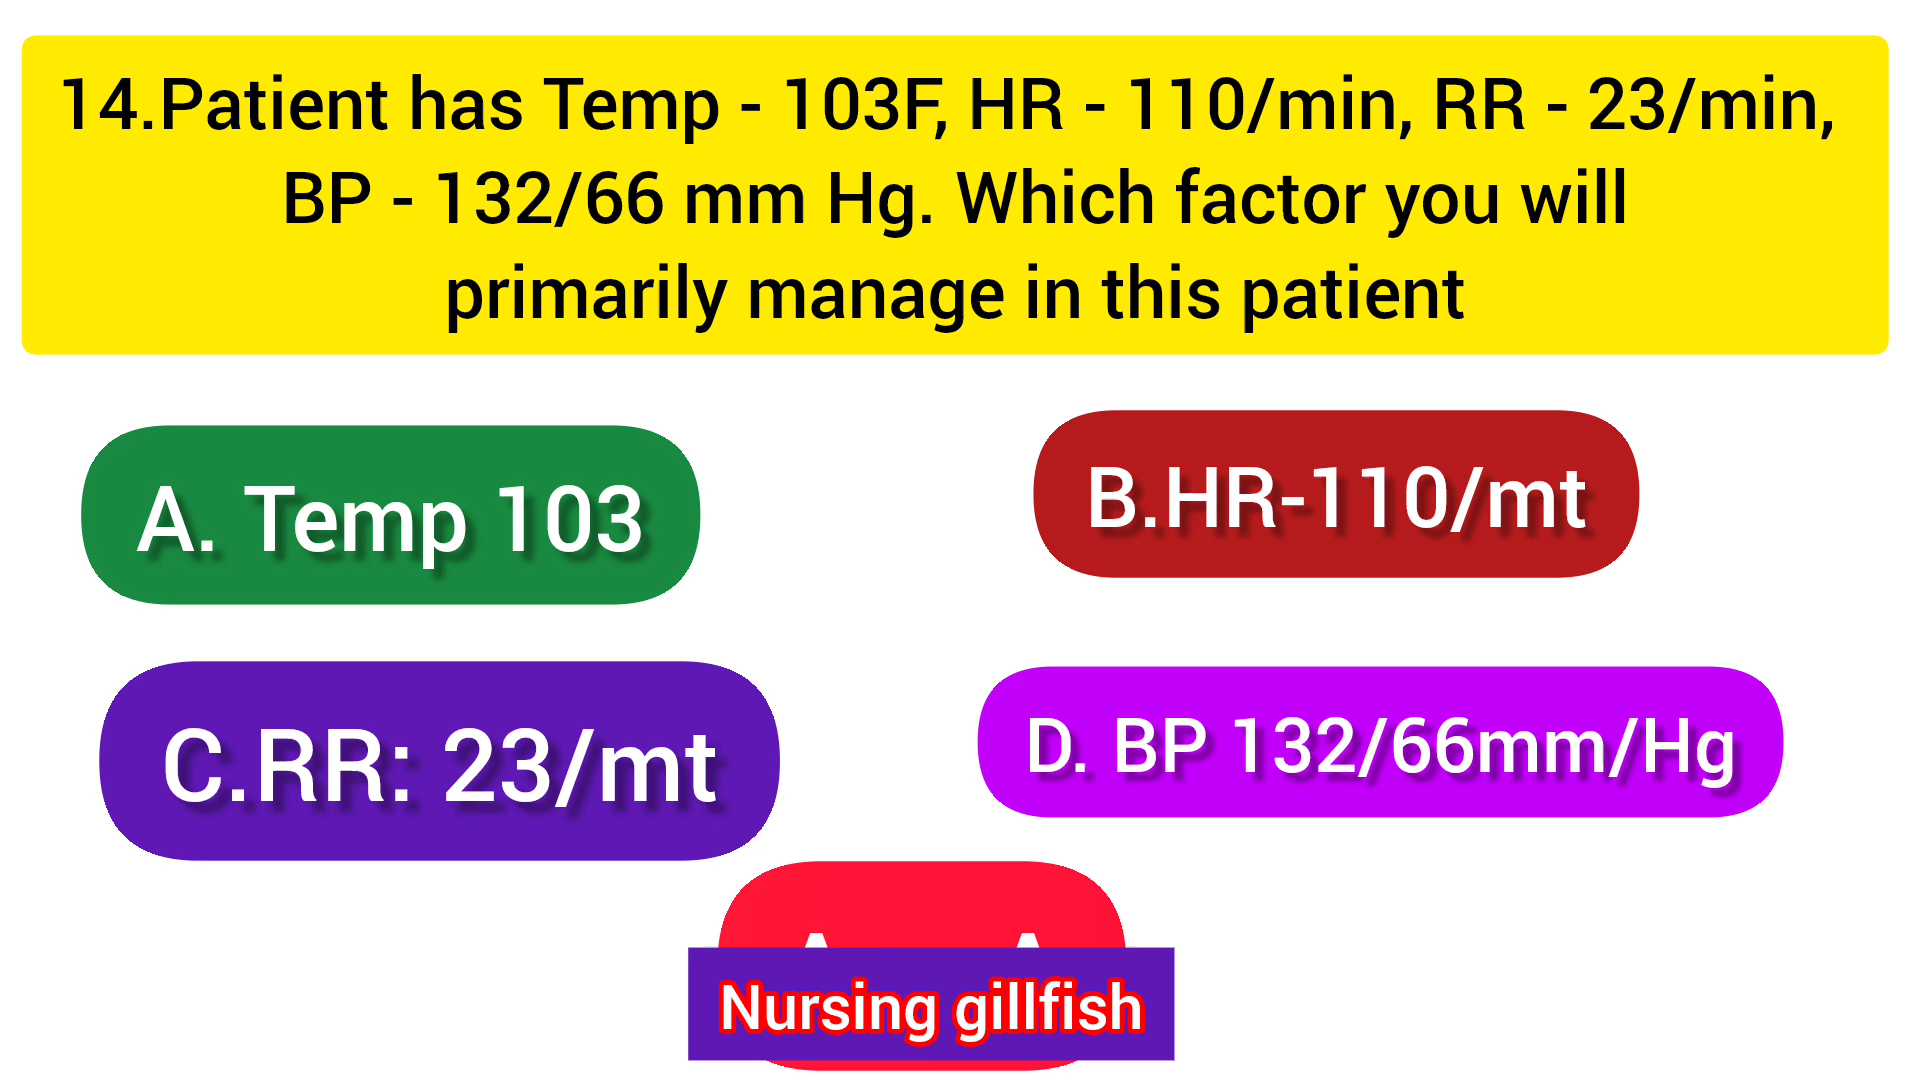 14.Patient has Temp - 103F, HR - 110/min, RR - 23/min,
BP - 132/66 mm Hg. Which factor you will
primarily manage in this patient
A. Temp 103
B.HR-110/mt
C.RR: 23/mt
D. BP 132/66mm/Hg
Nursing gillfish